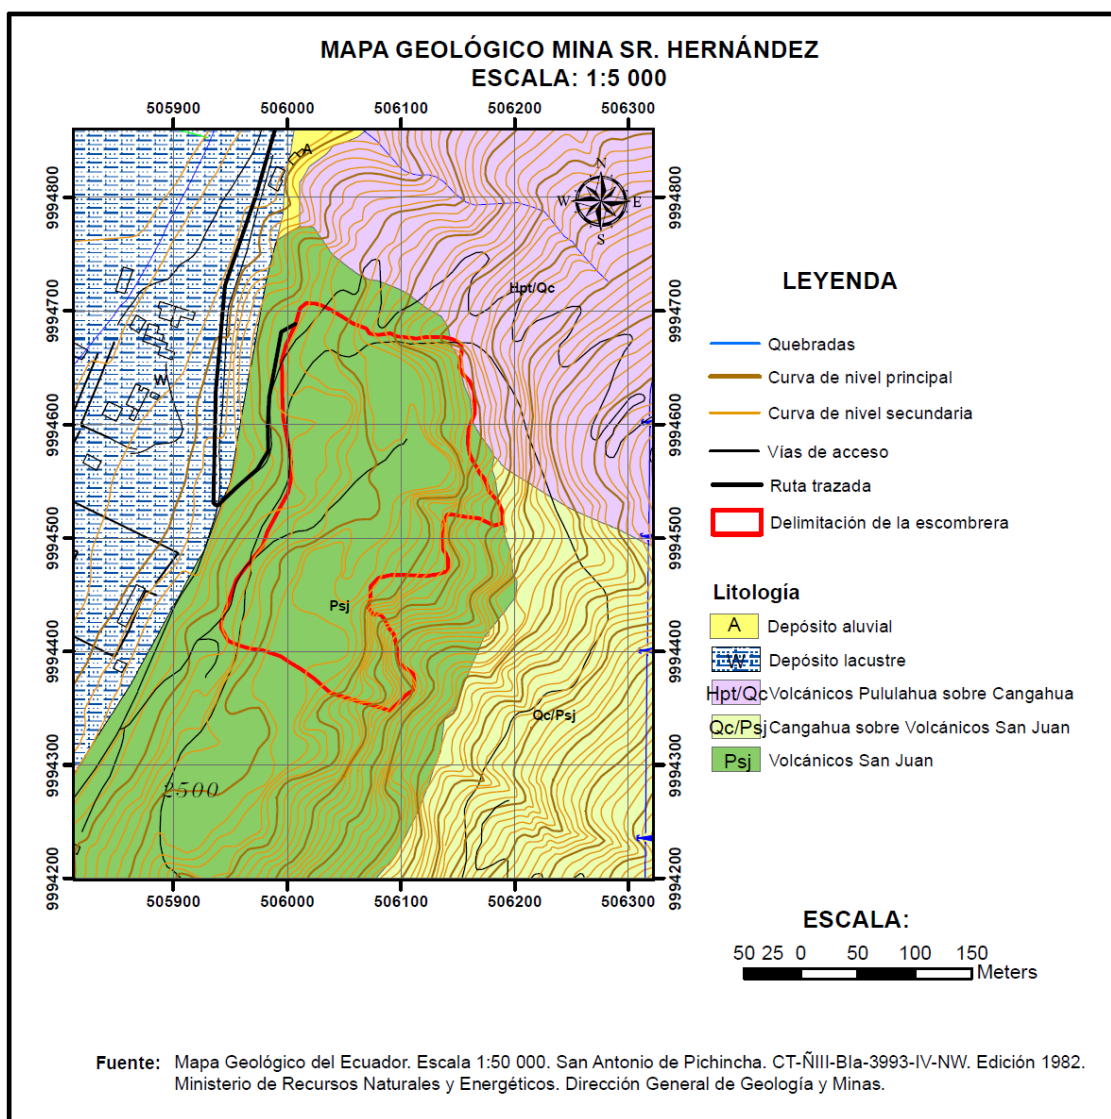 MAPA GEOLÓGICO MINA SR. HERNÁNDEZ
ESCALA: 1:5 000
505900 506000 506100 506200 506300
9994800 9994800
9994700 9994700
9994600 9994600
9994500 9994500
9994400 9994400
9994300 9994300
9994200 9994200
A
N
W E
S
Hpt/Qc
W
Psj
Qc/Psj
2500
505900 506000 506100 506200 506300
LEYENDA
Quebradas
Curva de nivel principal
Curva de nivel secundaria
Vías de acceso
Ruta trazada
Delimitación de la escombrera
Litología
A Depósito aluvial
W Depósito lacustre
Hpt/Qc Volcánicos Pululahua sobre Cangahua
Qc/Psj Cangahua sobre Volcánicos San Juan
Psj Volcánicos San Juan
ESCALA:
50 25 0 50 100 150
Meters
Fuente: Mapa Geológico del Ecuador. Escala 1:50 000. San Antonio de Pichincha. CT-ÑIII-BIa-3993-IV-NW. Edición 1982.
Ministerio de Recursos Naturales y Energéticos. Dirección General de Geología y Minas.